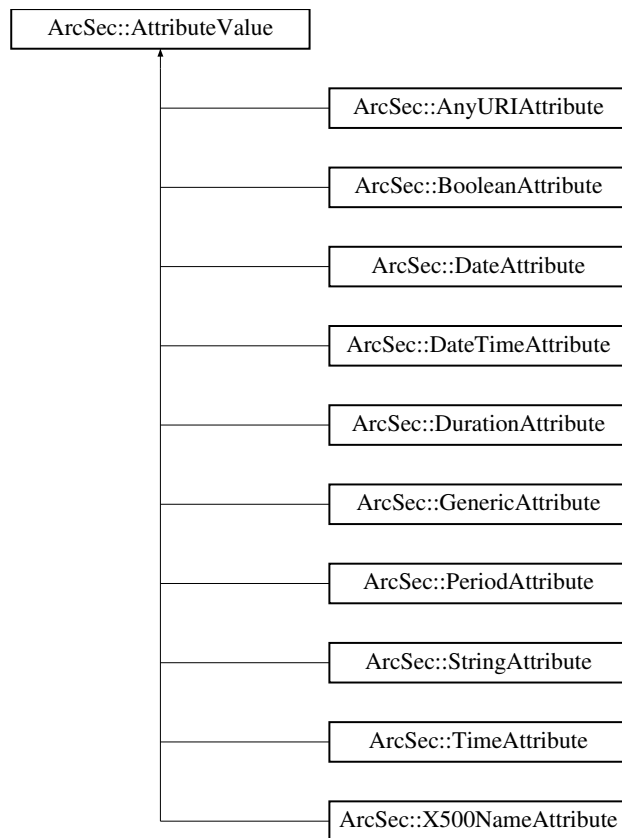 ArcSec::AttributeValue
ArcSec::AnyURIAttribute
ArcSec::BooleanAttribute
ArcSec::DateAttribute
ArcSec::DateTimeAttribute
ArcSec::DurationAttribute
ArcSec::GenericAttribute
ArcSec::PeriodAttribute
ArcSec::StringAttribute
ArcSec::TimeAttribute
ArcSec::X500NameAttribute